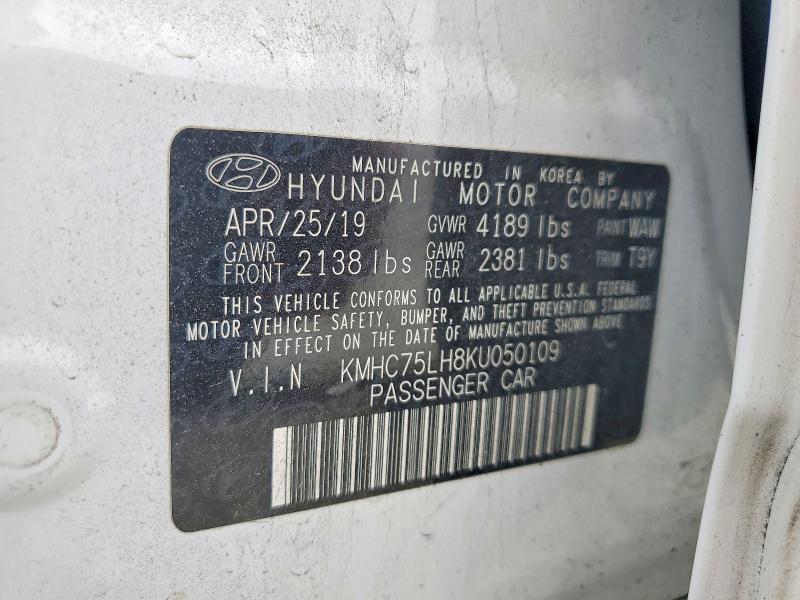 MANUFACTURED IN KOREA BY
HYUNDAI MOTOR COMPANY
APR/25/19 GVWR 4189 lbs PAINT WAW
GAWR FRONT 2138 lbs GAWR REAR 2381 lbs TRIM T9Y
THIS VEHICLE CONFORMS TO ALL APPLICABLE U.S.A. FEDERAL
MOTOR VEHICLE SAFETY, BUMPER, AND THEFT PREVENTION STANDARDS
IN EFFECT ON THE DATE OF MANUFACTURE SHOWN ABOVE
V.I.N KMHC75LH8KU050109
PASSENGER CAR